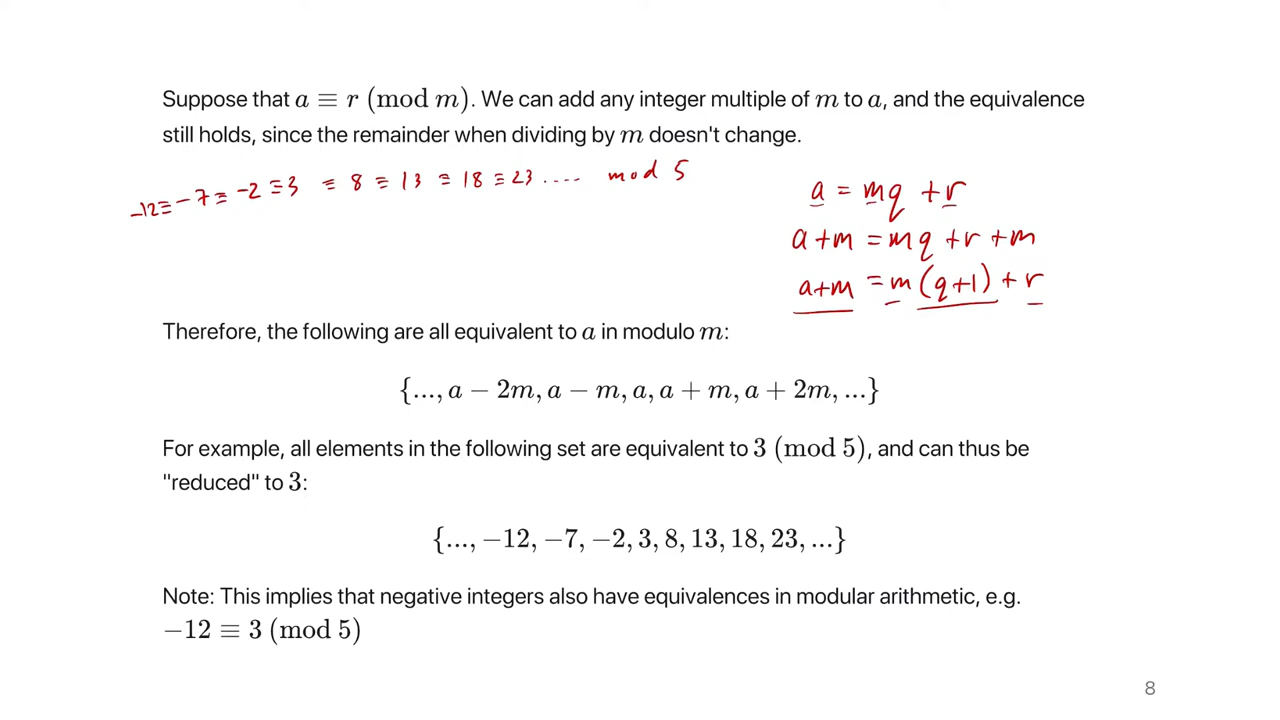 Suppose that a ≡ r (mod m). We can add any integer multiple of m to a, and the equivalence
still holds, since the remainder when dividing by m doesn't change.
-12 ≡ -7 ≡ -2 ≡ 3 ≡ 8 ≡ 13 ≡ 18 ≡ 23 .... mod 5
a = mq + r
a + m = mq + r + m
a + m = m(q + 1) + r
Therefore, the following are all equivalent to a in modulo m:
{..., a − 2m, a − m, a, a + m, a + 2m, ...}
For example, all elements in the following set are equivalent to 3 (mod 5), and can thus be
"reduced" to 3:
{..., −12, −7, −2, 3, 8, 13, 18, 23, ...}
Note: This implies that negative integers also have equivalences in modular arithmetic, e.g.
−12 ≡ 3 (mod 5)
8